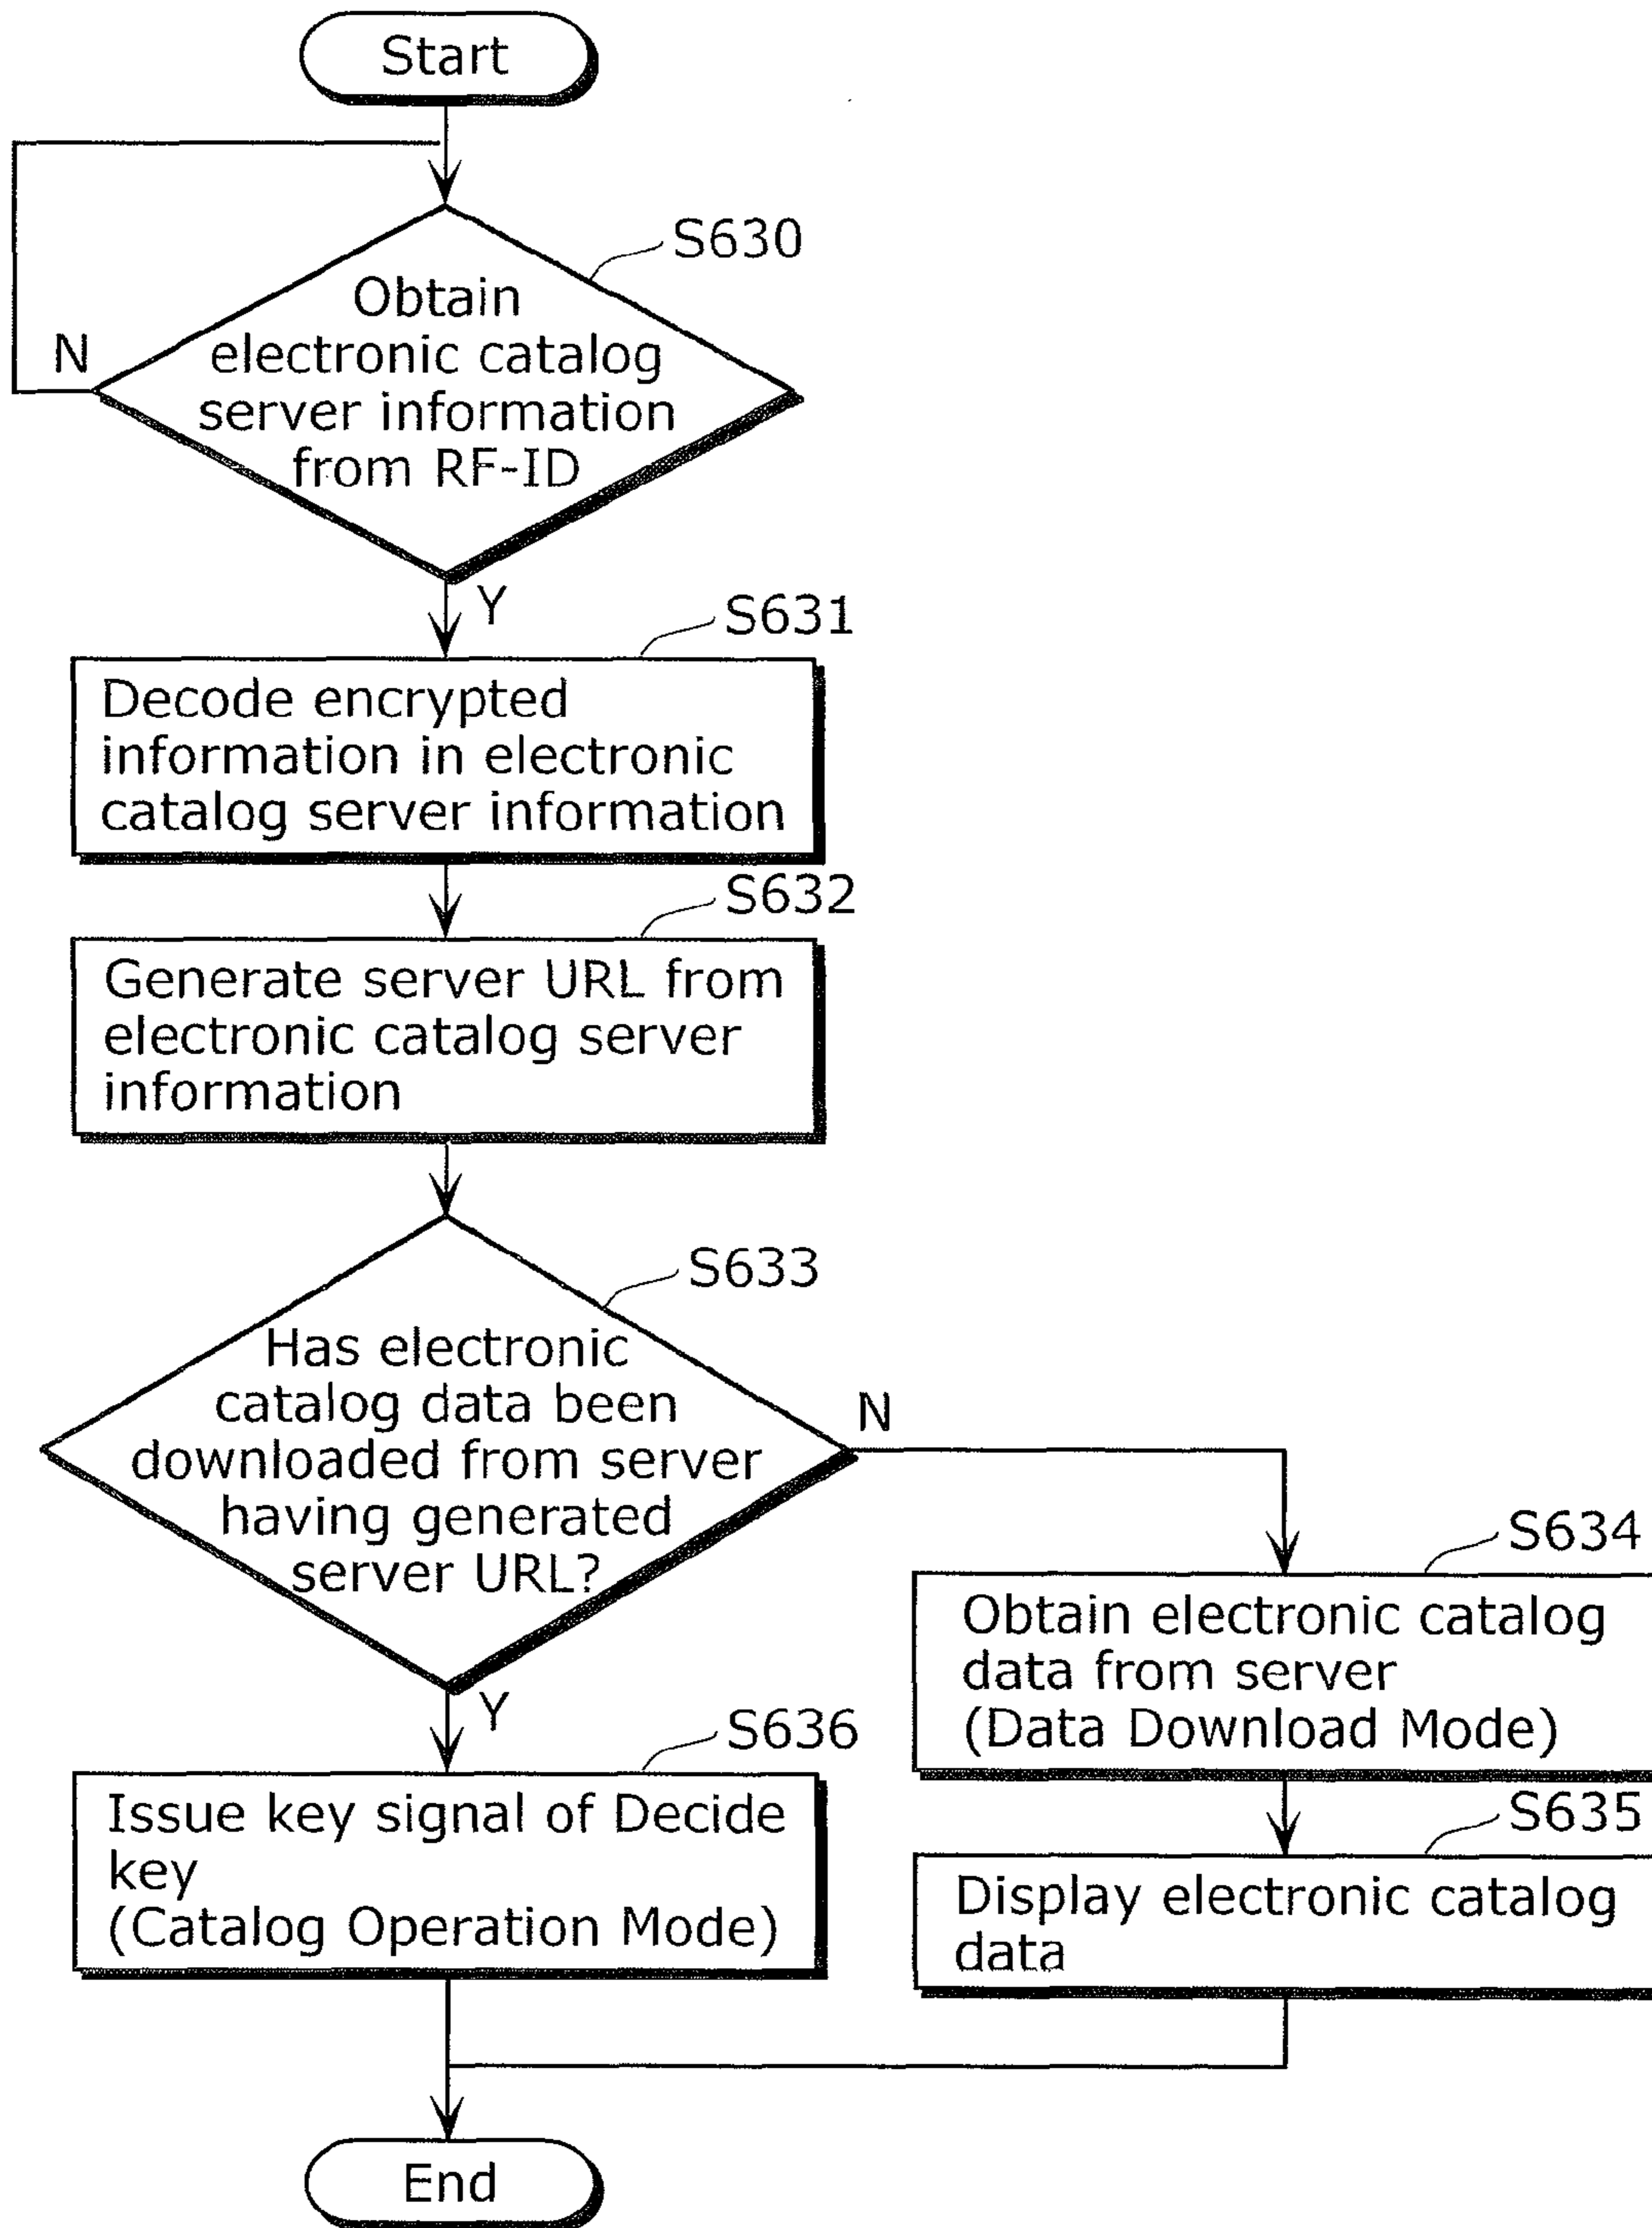 Start
S630
Obtain
electronic catalog
server information
from RF-ID
N
Y
S631
Decode encrypted
information in electronic
catalog server information
S632
Generate server URL from
electronic catalog server
information
S633
Has electronic
catalog data been
downloaded from server
having generated
server URL?
N
Y
S634
Obtain electronic catalog
data from server
(Data Download Mode)
S635
Display electronic catalog
data
S636
Issue key signal of Decide
key
(Catalog Operation Mode)
End